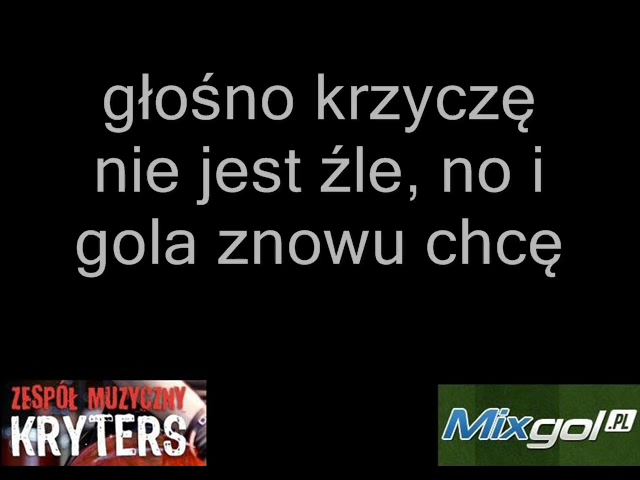 głośno krzyczę
nie jest źle, no i
gola znowu chcę
ZESPÓŁ MUZYCZNY
KRYTERS
Mixgol.PL